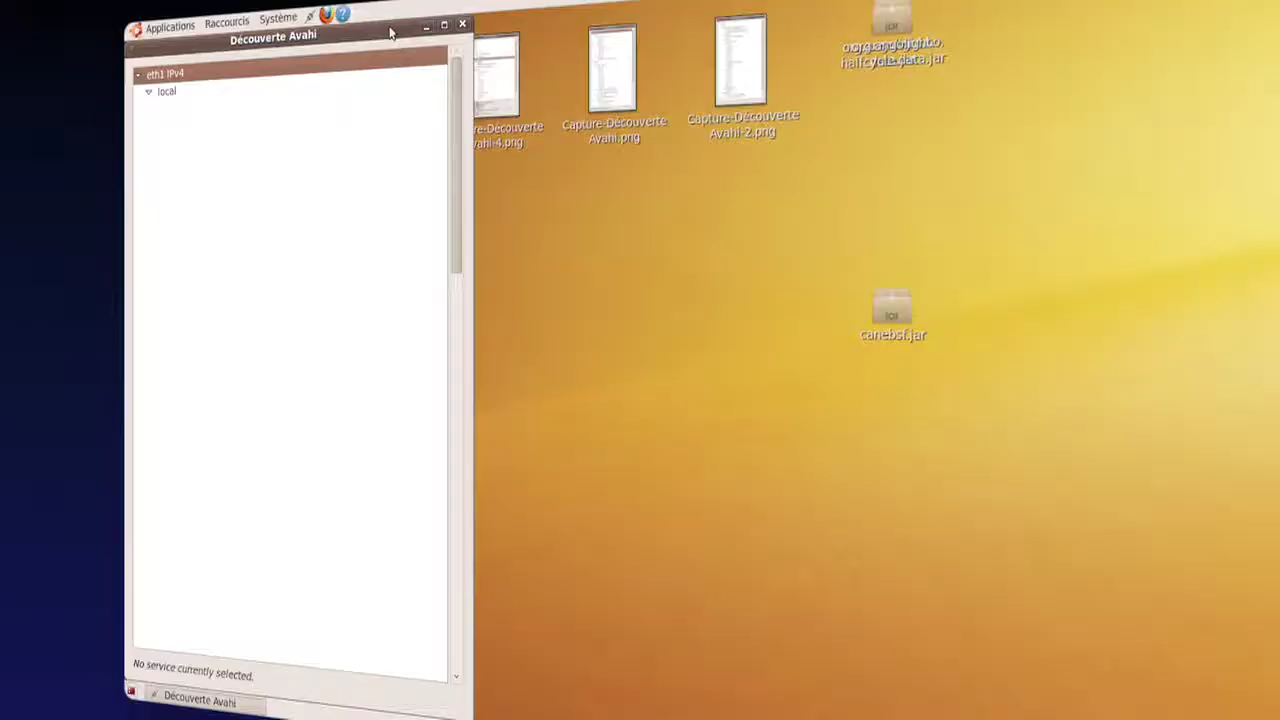 Applications Raccourcis Système
Découverte Avahi
eth1 IPv4
local
re-Découverte
vahi-4.png
Capture-Découverte
Avahi.png
Capture-Découverte
Avahi-2.png
canebsf.jar
No service currently selected.
Découverte Avahi